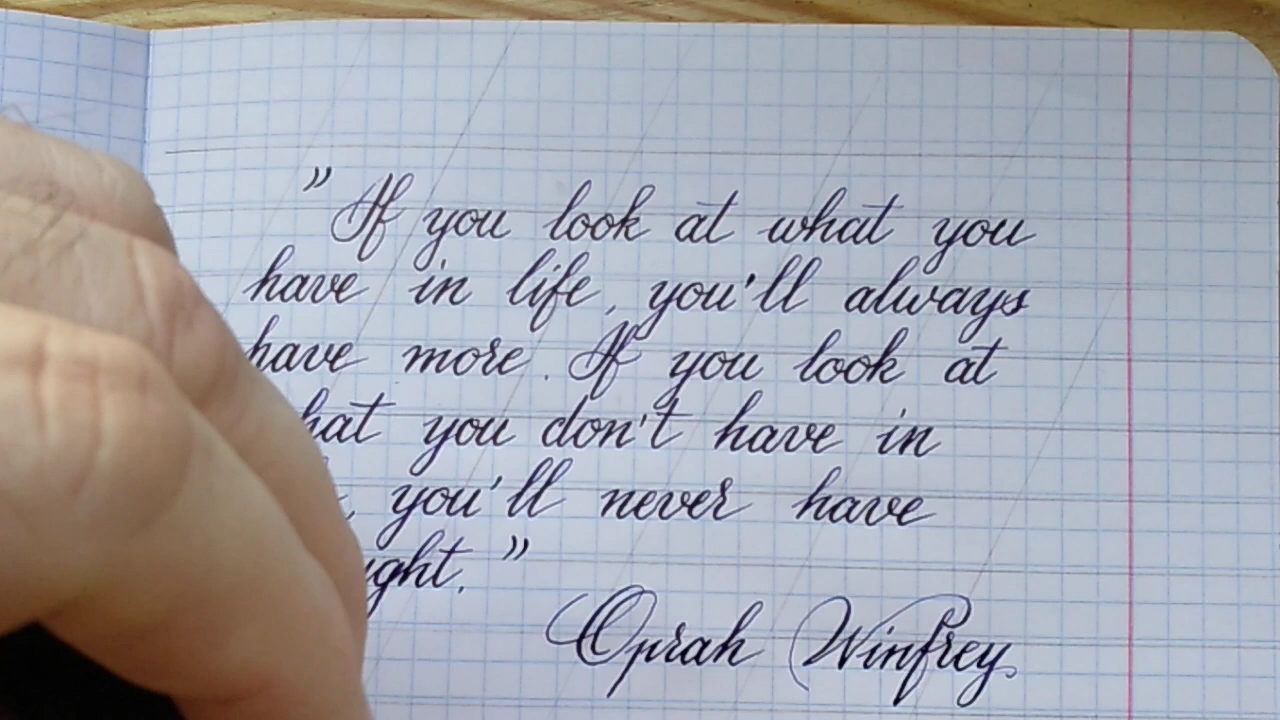 ” If you look at what you
have in life, you'll always
have more. If you look at
hat you don't have in
, you'll never have
ght.”
Oprah Winfrey